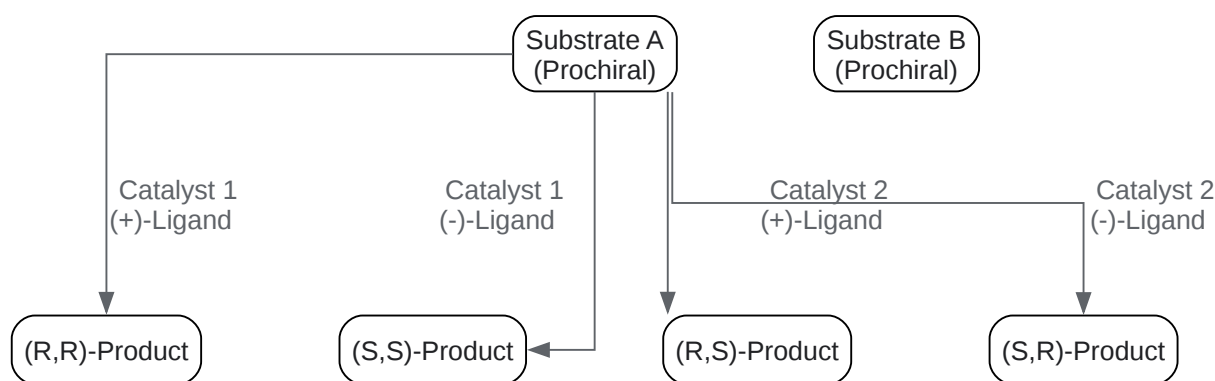 Substrate A
(Prochiral)
Substrate B
(Prochiral)
Catalyst 1
(+)-Ligand
Catalyst 1
(-)-Ligand
Catalyst 2
(+)-Ligand
Catalyst 2
(-)-Ligand
(R,R)-Product
(S,S)-Product
(R,S)-Product
(S,R)-Product